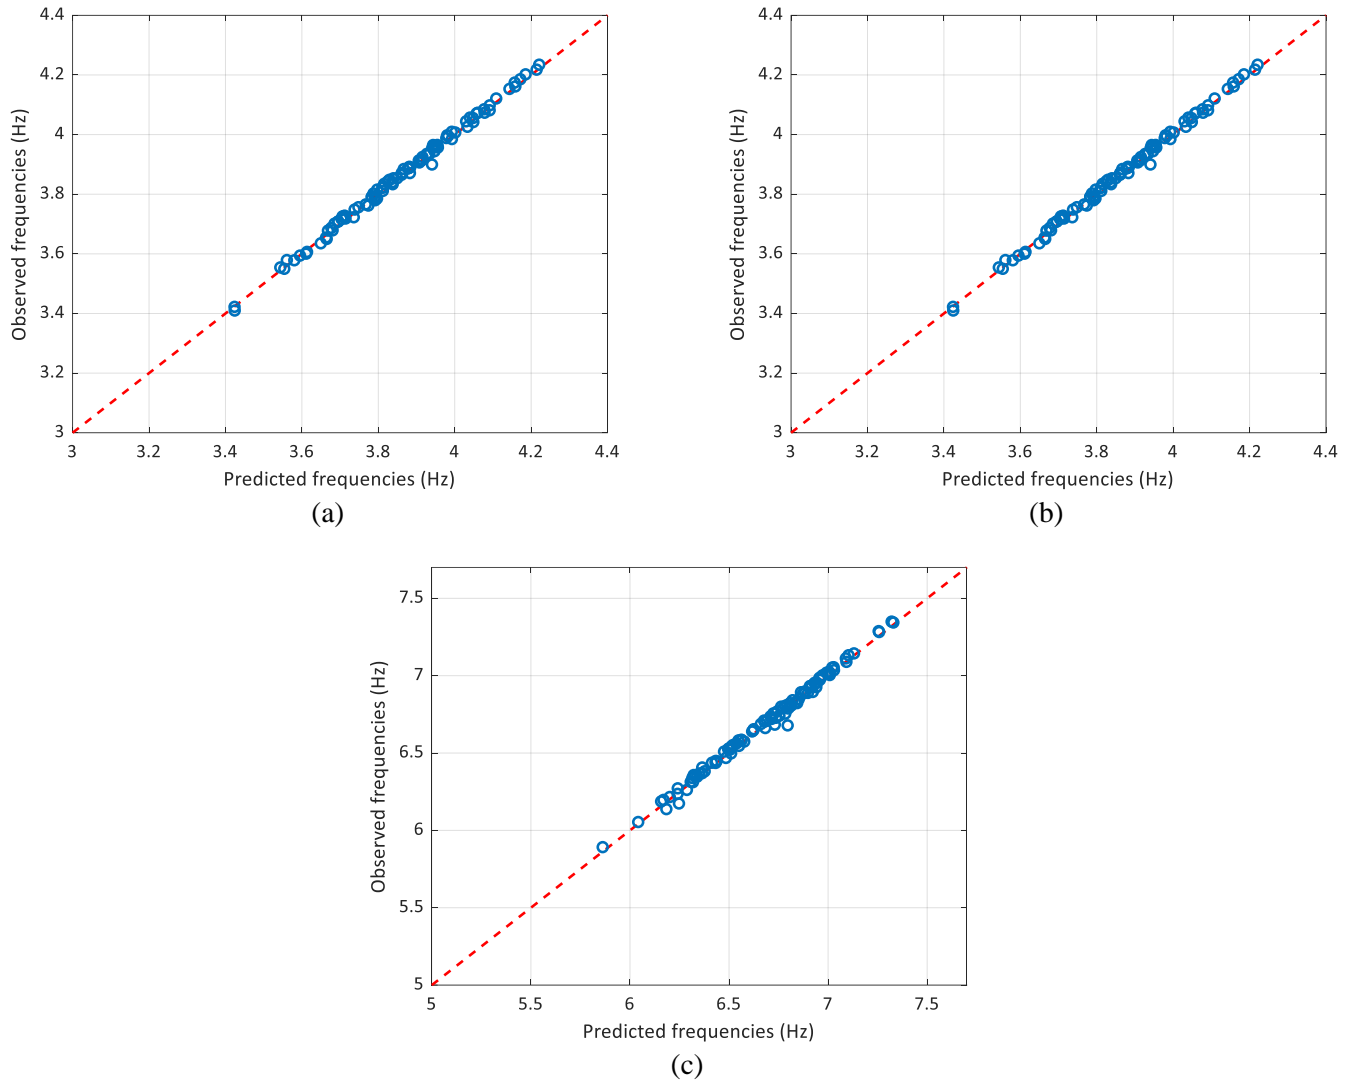 4.4
4.2
4
3.8
3.6
3.4
3.2
3
Observed frequencies (Hz)
3 3.2 3.4 3.6 3.8 4 4.2 4.4
Predicted frequencies (Hz)
(a)
4.4
4.2
4
3.8
3.6
3.4
3.2
3
Observed frequencies (Hz)
3 3.2 3.4 3.6 3.8 4 4.2 4.4
Predicted frequencies (Hz)
(b)
7.5
7
6.5
6
5.5
5
Observed frequencies (Hz)
5 5.5 6 6.5 7 7.5
Predicted frequencies (Hz)
(c)